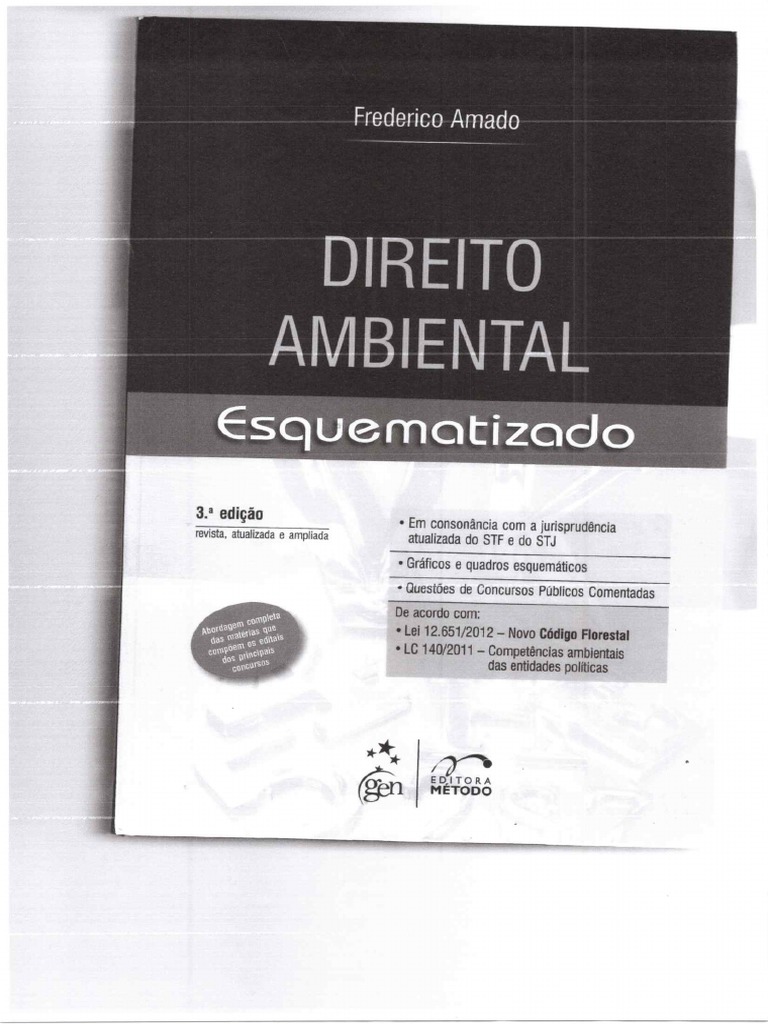 Frederico Amado
DIREITO
AMBIENTAL
Esquematizado
3.ª edição
revista, atualizada e ampliada
• Em consonância com a jurisprudência
atualizada do STF e do STJ
• Gráficos e quadros esquemáticos
• Questões de Concursos Públicos Comentadas
De acordo com:
• Lei 12.651/2012 – Novo Código Florestal
• LC 140/2011 – Competências ambientais
das entidades políticas
Abordagem completa
das matérias que
compõem os editais
dos principais
concursos
gen
EDITORA
MÉTODO